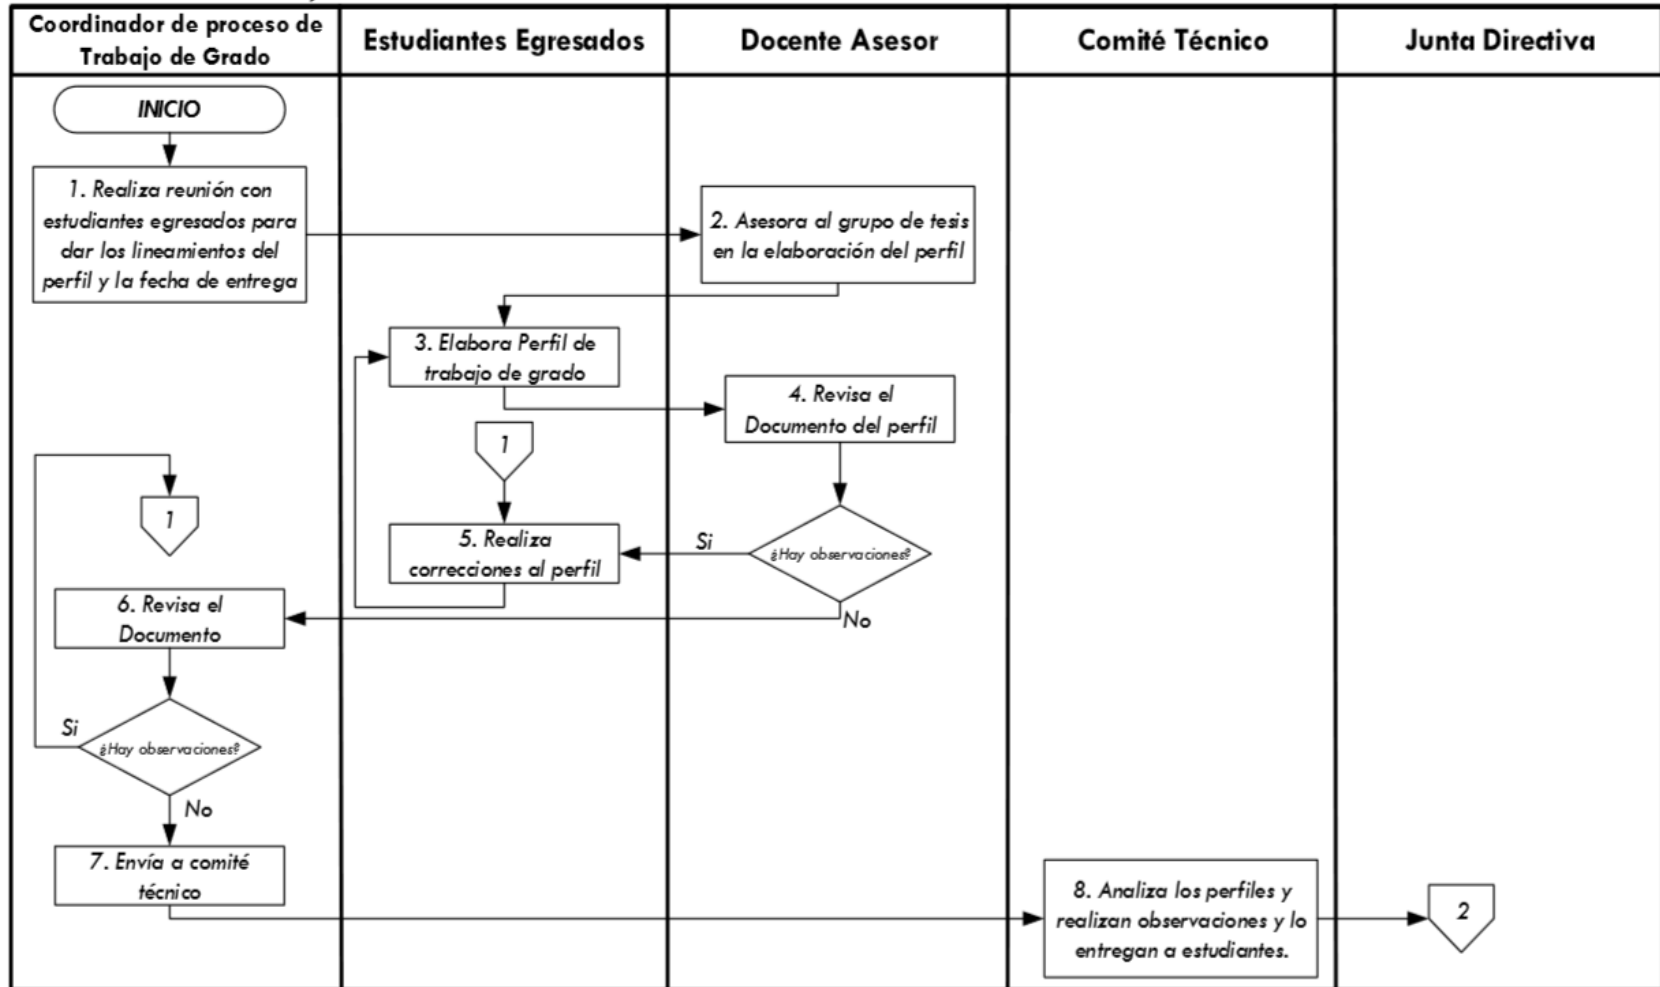 Coordinador de proceso de
Trabajo de Grado
Estudiantes Egresados
Docente Asesor
Comité Técnico
Junta Directiva
INICIO
1. Realiza reunión con
estudiantes egresados para
dar los lineamientos del
perfil y la fecha de entrega
2. Asesora al grupo de tesis
en la elaboración del perfil
3. Elabora Perfil de
trabajo de grado
4. Revisa el
Documento del perfil
1
1
5. Realiza
correcciones al perfil
Si
¿Hay observaciones?
No
6. Revisa el
Documento
Si
¿Hay observaciones?
No
7. Envía a comité
técnico
8. Analiza los perfiles y
realizan observaciones y lo
entregan a estudiantes.
2